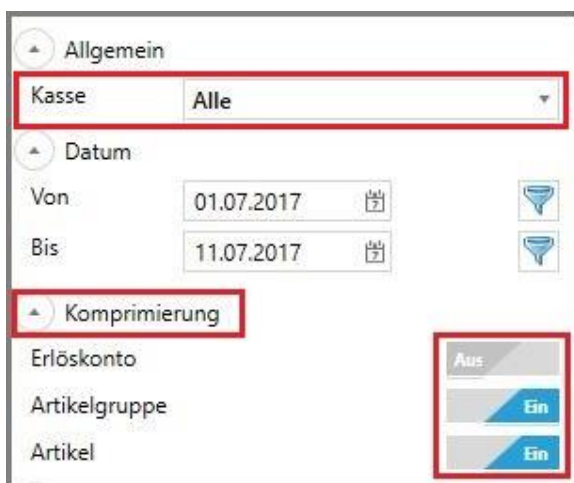 Allgemein
Kasse Alle
Datum
Von 01.07.2017
Bis 11.07.2017
Komprimierung
Erlöskonto Aus
Artikelgruppe Ein
Artikel Ein